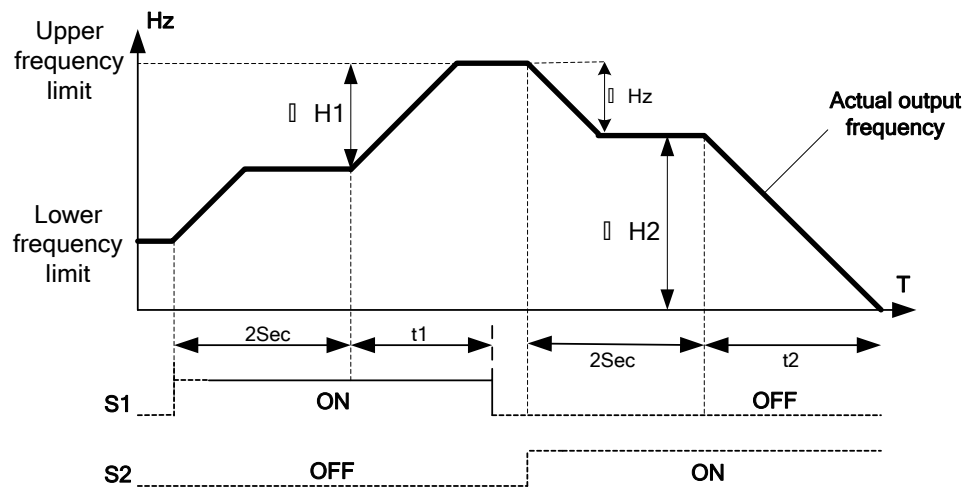 Hz
Upper
frequency
limit
H1
Hz
Actual output
frequency
Lower
frequency
limit
H2
T
2Sec
t1
2Sec
t2
S1
ON
OFF
S2
OFF
ON